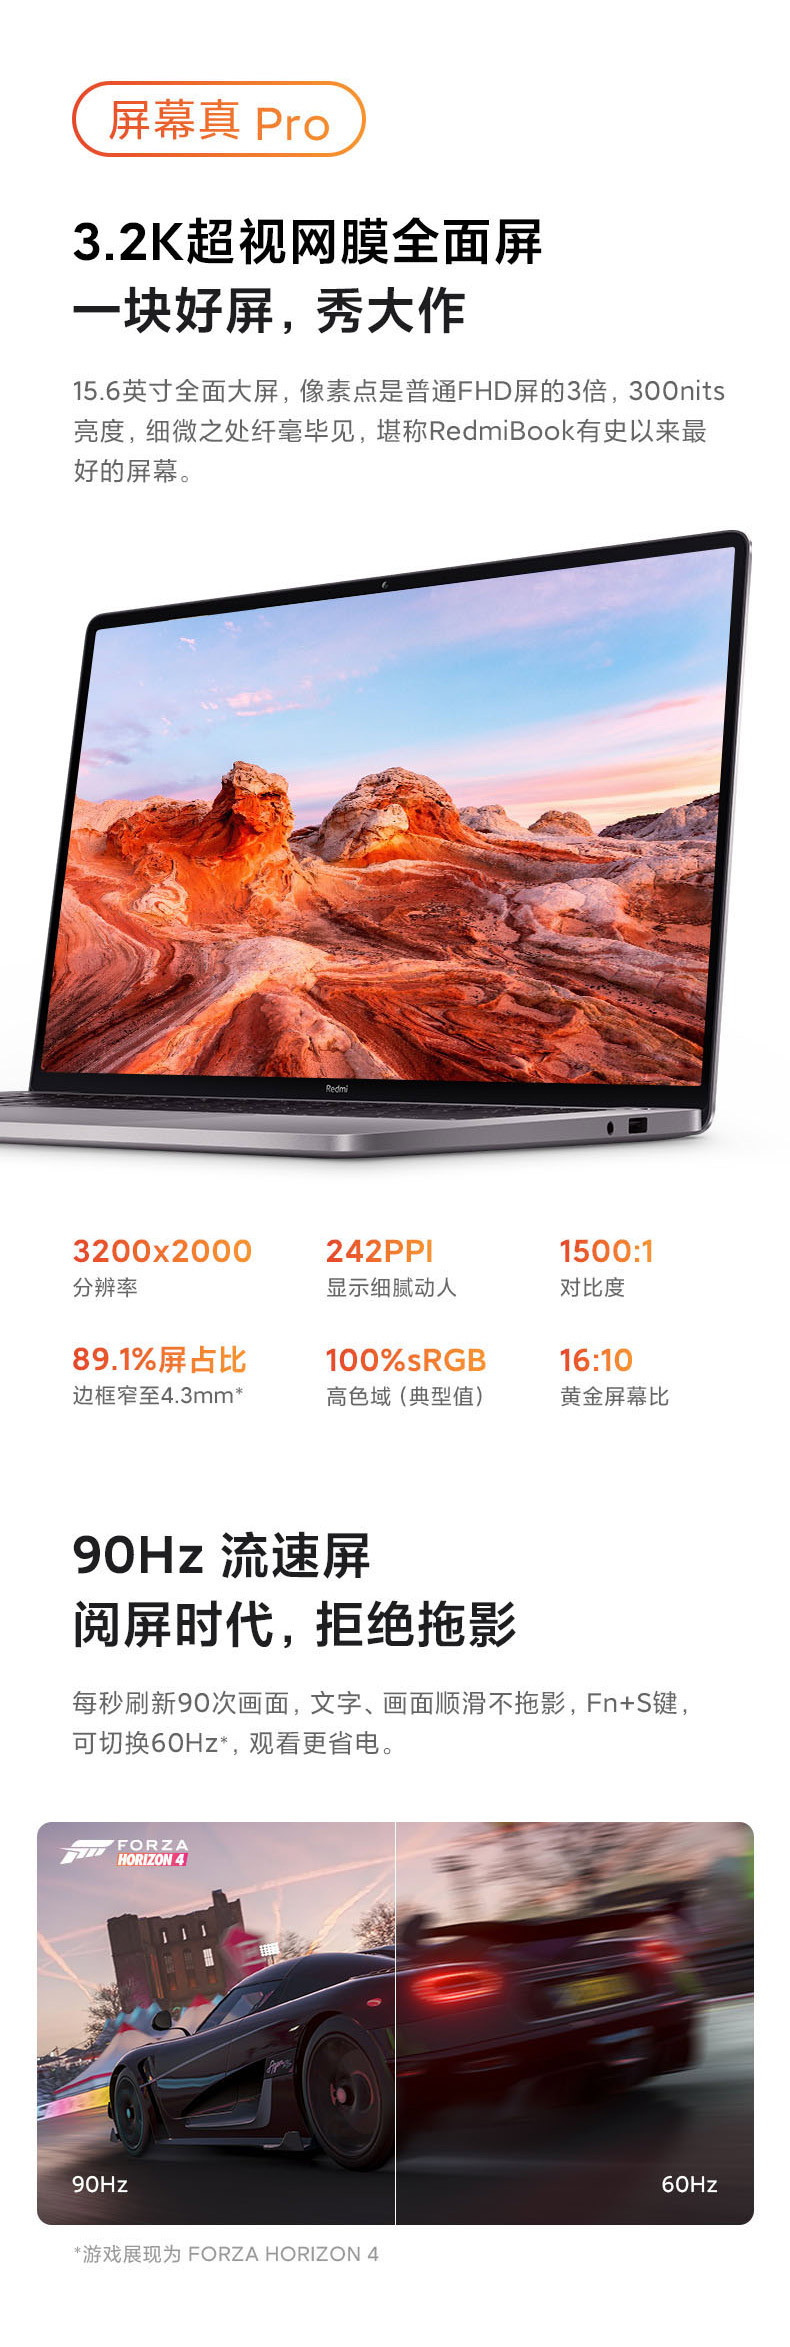 屏幕真 Pro
3.2K超视网膜全面屏
一块好屏，秀大作
15.6英寸全面大屏，像素点是普通FHD屏的3倍，300nits
亮度，细微之处纤毫毕见，堪称RedmiBook有史以来最
好的屏幕。
Redmi
3200x2000
分辨率
242PPI
显示细腻动人
1500:1
对比度
89.1%屏占比
边框窄至4.3mm*
100%sRGB
高色域（典型值）
16:10
黄金屏幕比
90Hz 流速屏
阅屏时代，拒绝拖影
每秒刷新90次画面，文字、画面顺滑不拖影，Fn+S键，
可切换60Hz*，观看更省电。
FORZA
HORIZON 4
90Hz
60Hz
*游戏展现为 FORZA HORIZON 4